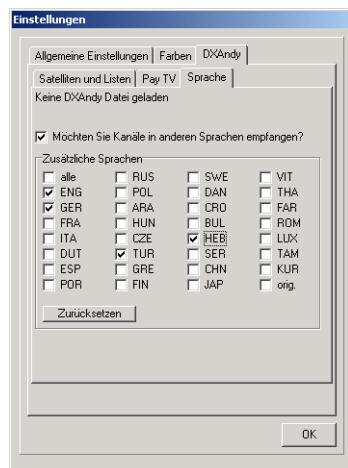 Einstellungen
Allgemeine Einstellungen Farben DXAndy
Satelliten und Listen Pay TV Sprache
Keine DXAndy Datei geladen
Möchten Sie Kanäle in anderen Sprachen empfangen?
Zusätzliche Sprachen
alle RUS SWE VIT
ENG POL DAN THA
GER ARA CRO FAR
FRA HUN BUL ROM
ITA CZE HEB LUX
DUT TUR SER TAM
ESP GRE CHN KUR
POR FIN JAP orig.
Zurücksetzen
OK